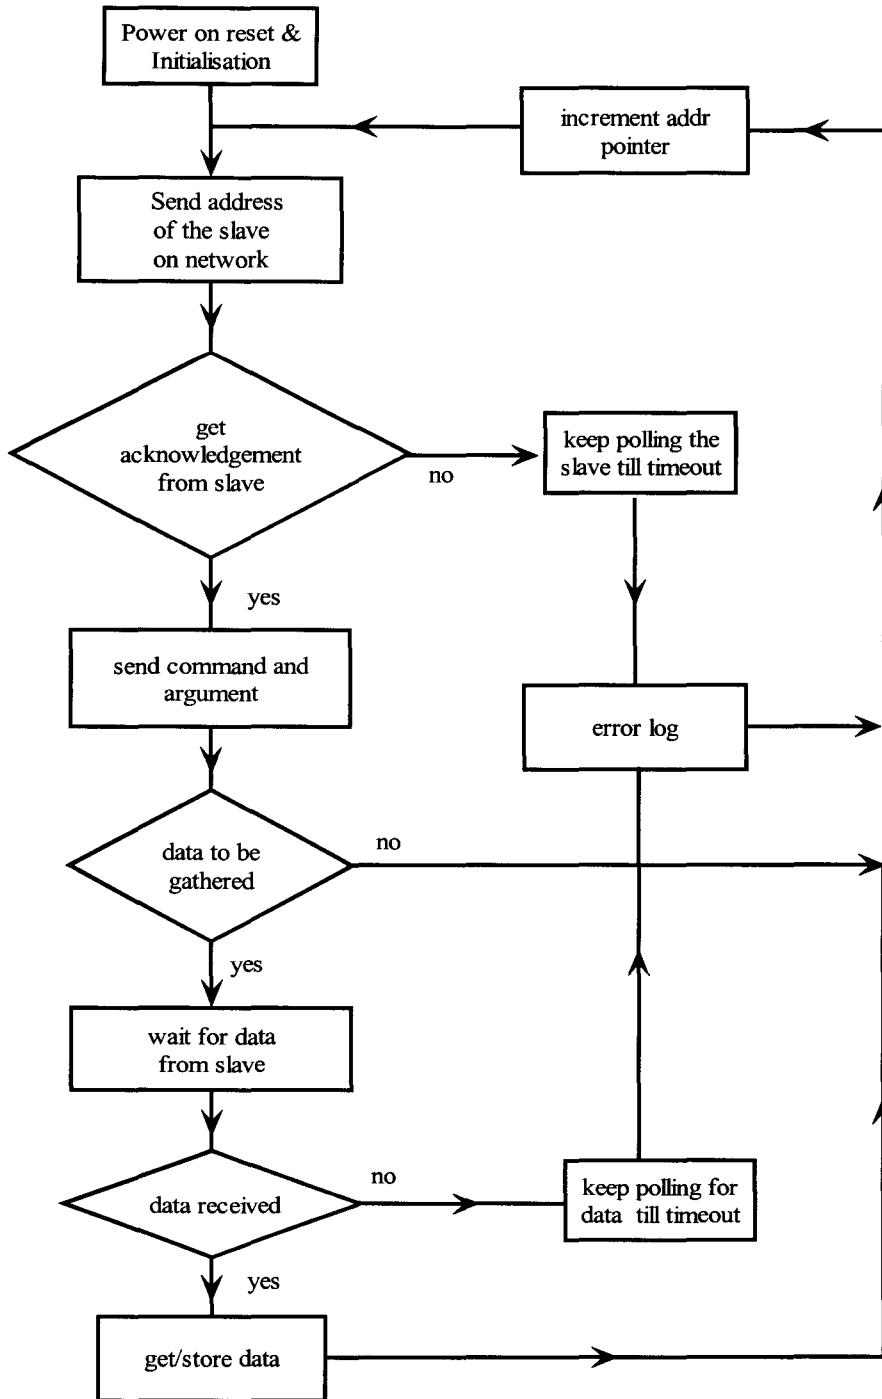 Power on reset &
Initialisation
increment addr
pointer
Send address
of the slave
on network
get
acknowledgement
from slave
no
keep polling the
slave till timeout
yes
send command and
argument
error log
data to be
gathered
no
yes
wait for data
from slave
data received
no
keep polling for
data till timeout
yes
get/store data